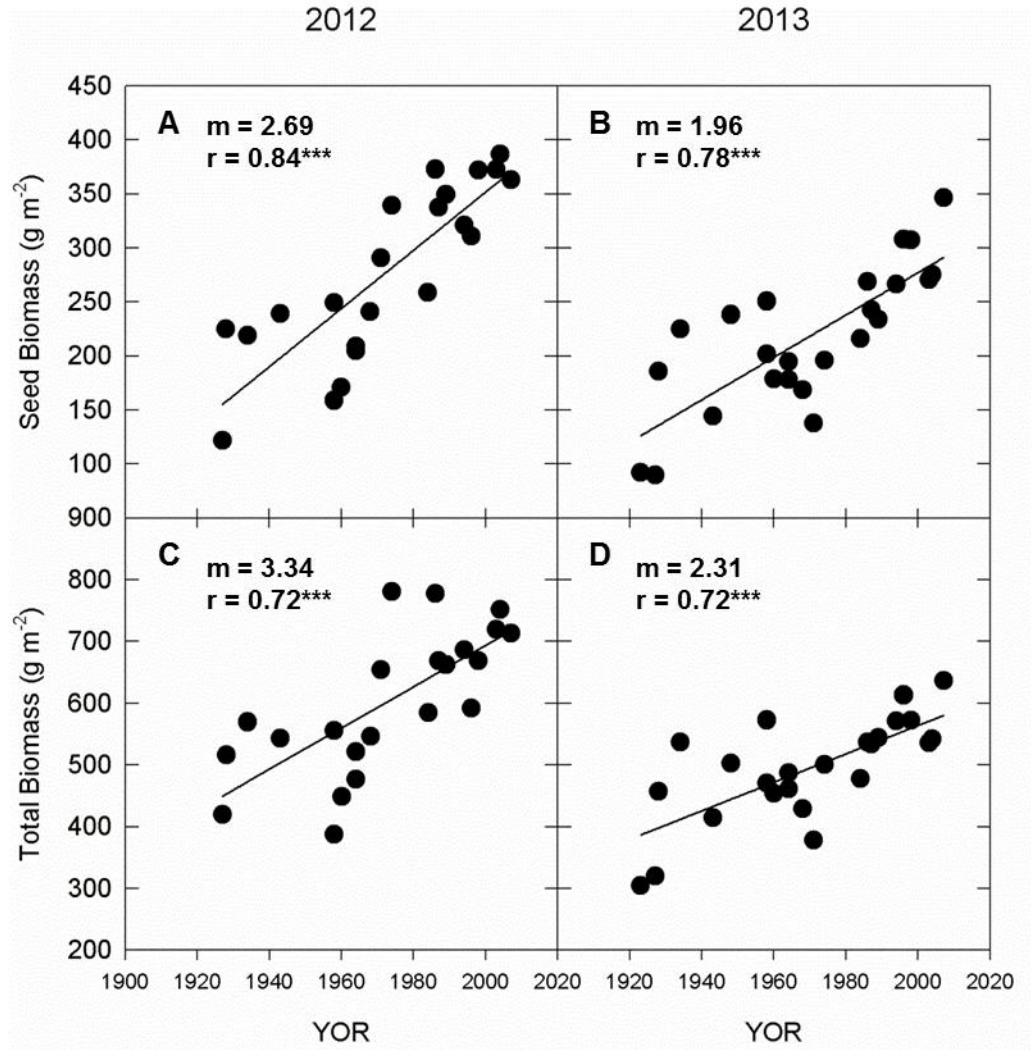 2012 2013
450
400
350
300
250
200
150
100
Seed Biomass (g m⁻²)
A m = 2.69
r = 0.84***
B m = 1.96
r = 0.78***
900
800
700
600
500
400
300
200
Total Biomass (g m⁻²)
C m = 3.34
r = 0.72***
D m = 2.31
r = 0.72***
1900 1920 1940 1960 1980 2000 2020 1920 1940 1960 1980 2000 2020
YOR YOR